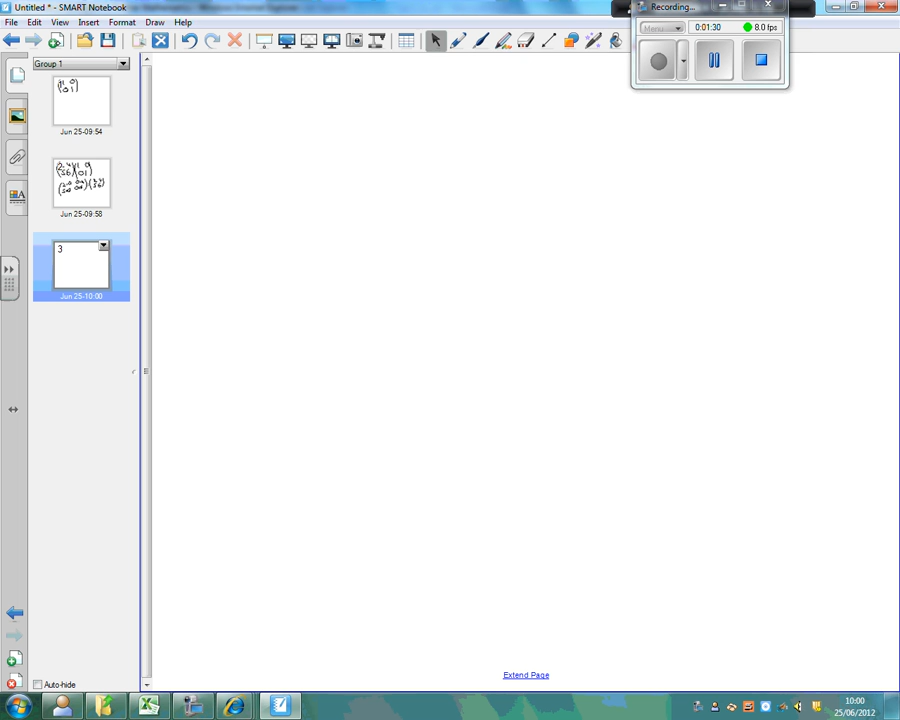 Untitled * - SMART Notebook
Recording...
File Edit View Insert Format Draw Help
Menu 0:01:30 8.0 fps
Group 1
Jun 25-09:54
Jun 25-09:58
3
Jun 25-10:00
Extend Page
Auto-hide
10:00
25/06/2012